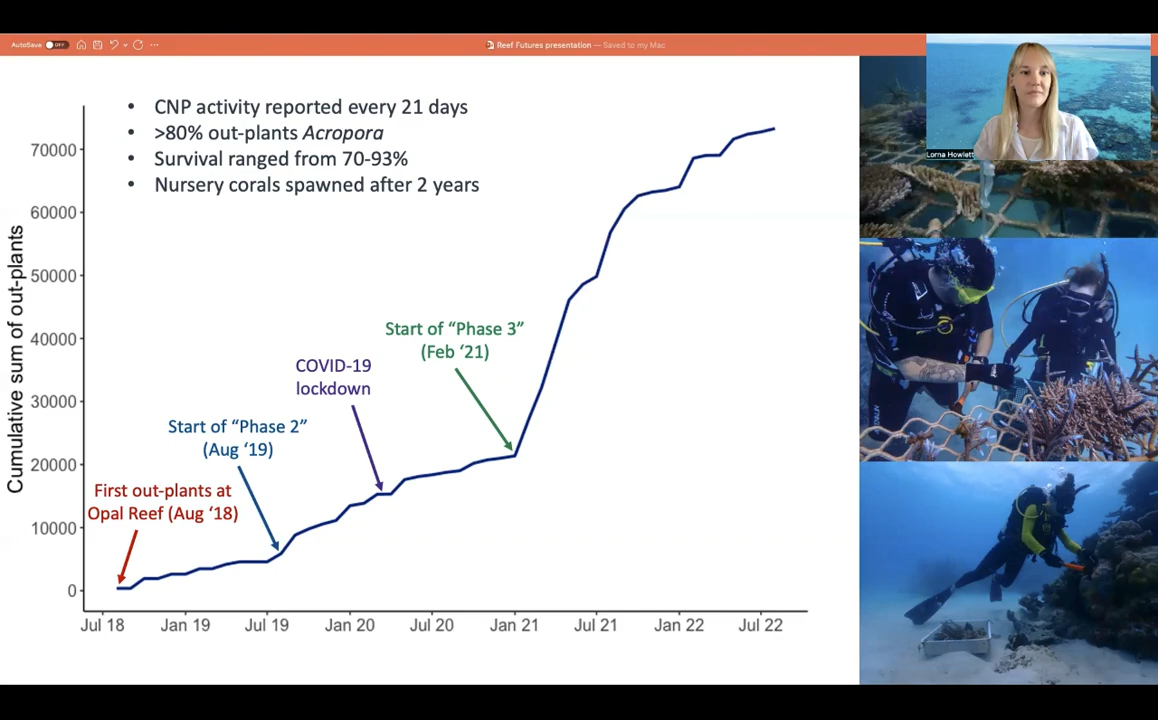 AutoSave OFF
Reef Futures presentation — Saved to my Mac
Lorna Howlett
• CNP activity reported every 21 days
• >80% out-plants Acropora
• Survival ranged from 70-93%
• Nursery corals spawned after 2 years
Cumulative sum of out-plants
70000
60000
50000
40000
30000
20000
10000
0
Start of “Phase 3”
(Feb ‘21)
COVID-19
lockdown
Start of “Phase 2”
(Aug ‘19)
First out-plants at
Opal Reef (Aug ‘18)
Jul 18 Jan 19 Jul 19 Jan 20 Jul 20 Jan 21 Jul 21 Jan 22 Jul 22